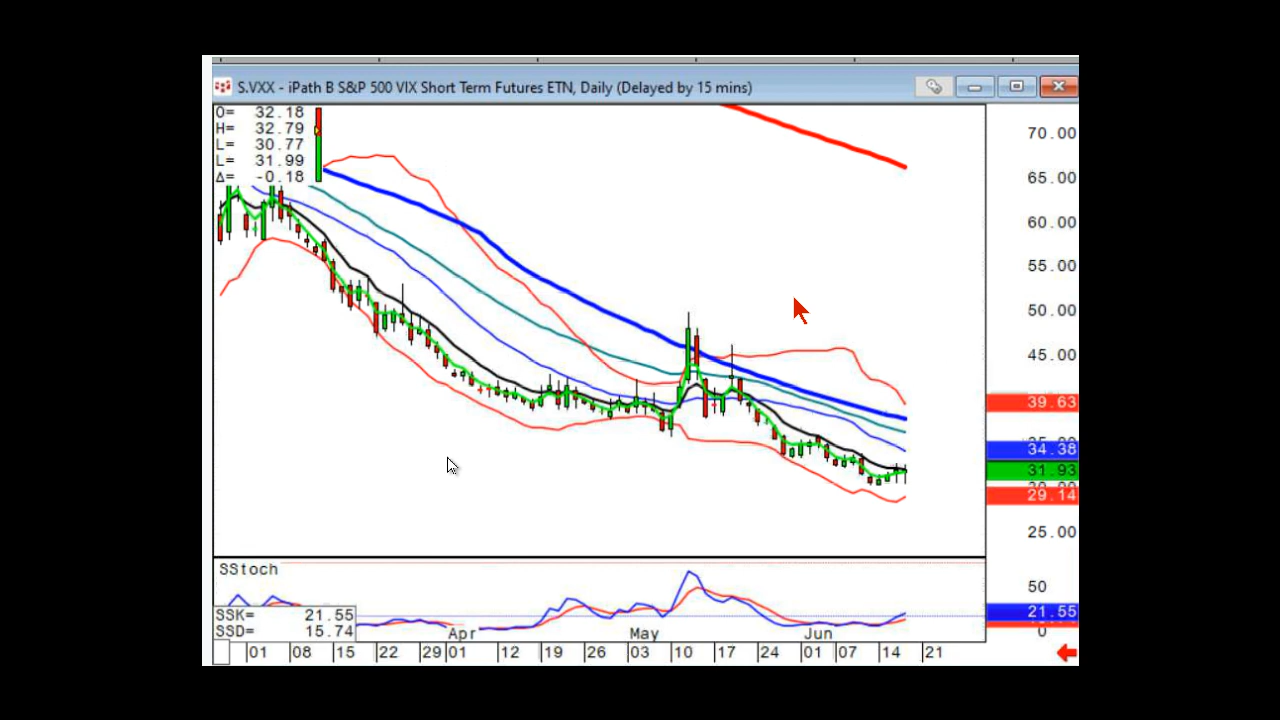 S.VXX - iPath B S&P 500 VIX Short Term Futures ETN, Daily (Delayed by 15 mins)
O= 32.18
H= 32.79
L= 30.77
L= 31.99
Δ= -0.18
70.00
65.00
60.00
55.00
50.00
45.00
39.63
34.38
31.93
29.14
25.00
SStoch
50
SSK= 21.55
21.55
SSD= 15.74
0
Apr May Jun
01 08 15 22 29 01 12 19 26 03 10 17 24 01 07 14 21